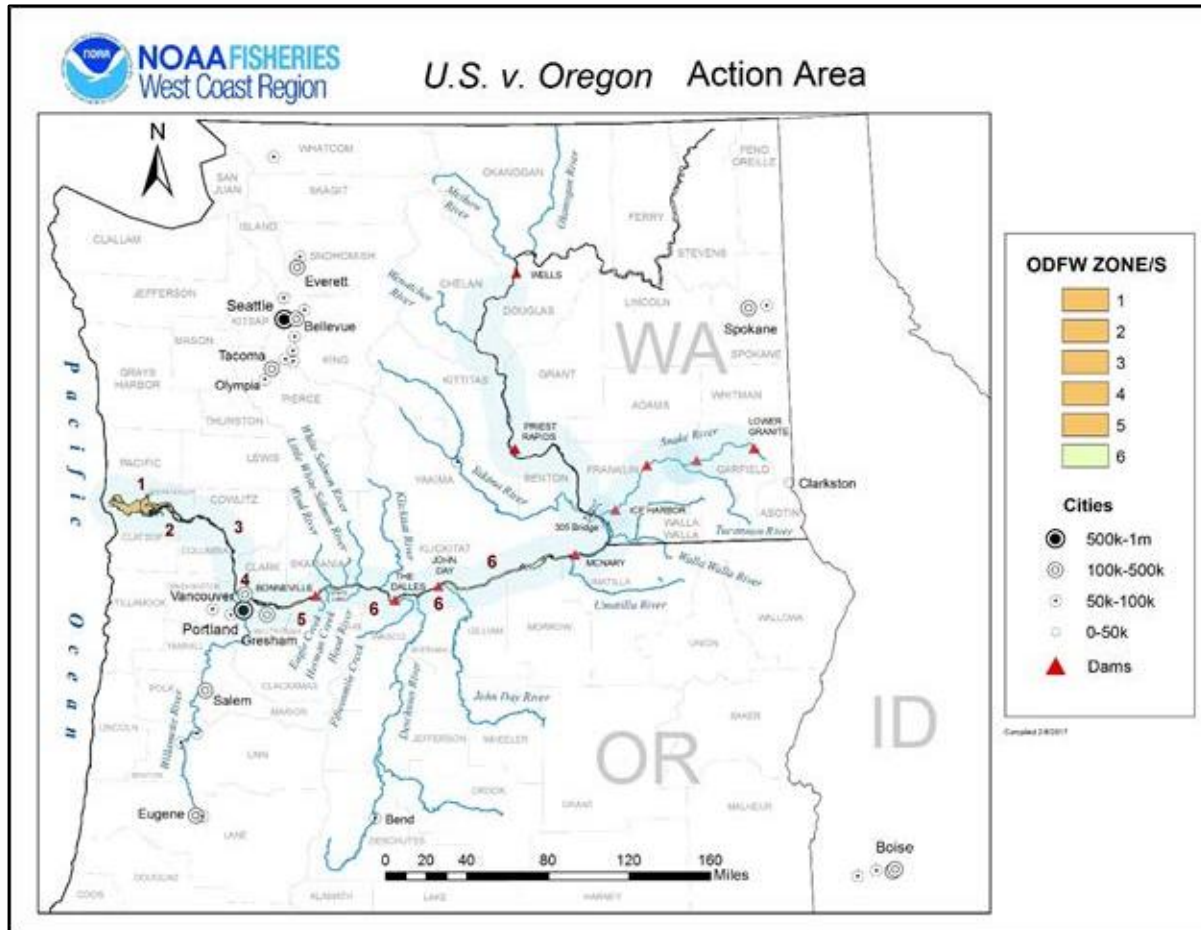 NOAA
NOAA FISHERIES
West Coast Region
U.S. v. Oregon Action Area
N
WHATCOM
SAN
JUAN
SKAGIT
OKANOGAN
PEND
OREILLE
FERRY
STEVENS
Methow
River
Okanogan River
CLALLAM
ISLAND
SNOHOMISH
Everett
CHELAN
WELLS
DOUGLAS
LINCOLN
Wenatchee
River
JEFFERSON
Seattle
KITSAP
Bellevue
Spokane
SPOKANE
WA
MASON
KING
Tacoma
Olympia
GRAYS
HARBOR
PIERCE
KITTITAS
GRANT
ADAMS
WHITMAN
THURSTON
PRIEST
RAPIDS
LOWER
GRANITE
Snake River
PACIFIC
LEWIS
YAKIMA
BENTON
FRANKLIN
GARFIELD
Clarkston
ASOTIN
Yakima River
White Salmon River
Little White Salmon River
Wind River
Klickitat River
COWLITZ
1
2
3
CLATSOP
COLUMBIA
ICE HARBOR
305 Bridge
WALLA
WALLA
Tucannon River
Walla Walla River
SKAMANIA
KLICKITAT
CLARK
4
WASHINGTON
TILLAMOOK
Vancouver
BONNEVILLE
THE
DALLES
JOHN
DAY
6
MCNARY
UMATILLA
Umatilla River
5
6
6
Portland
Gresham
Eagle Creek
Herman Creek
Hood River
Fifteenmile Creek
WASCO
GILLIAM
MORROW
UNION
WALLOWA
YAMHILL
POLK
CLACKAMAS
Salem
MARION
Willamette River
Deschutes River
John Day River
LINCOLN
LINN
JEFFERSON
WHEELER
BAKER
OR
ID
BENTON
CROOK
GRANT
MALHEUR
Eugene
LANE
Bend
DESCHUTES
Boise
DOUGLAS
COOS
KLAMATH
LAKE
HARNEY
Pacific
Ocean
0 10 20 40 80 120 160
Miles
ODFW ZONE/S
1
2
3
4
5
6
Cities
500k-1m
100k-500k
50k-100k
0-50k
Dams
Compiled 2/8/2017